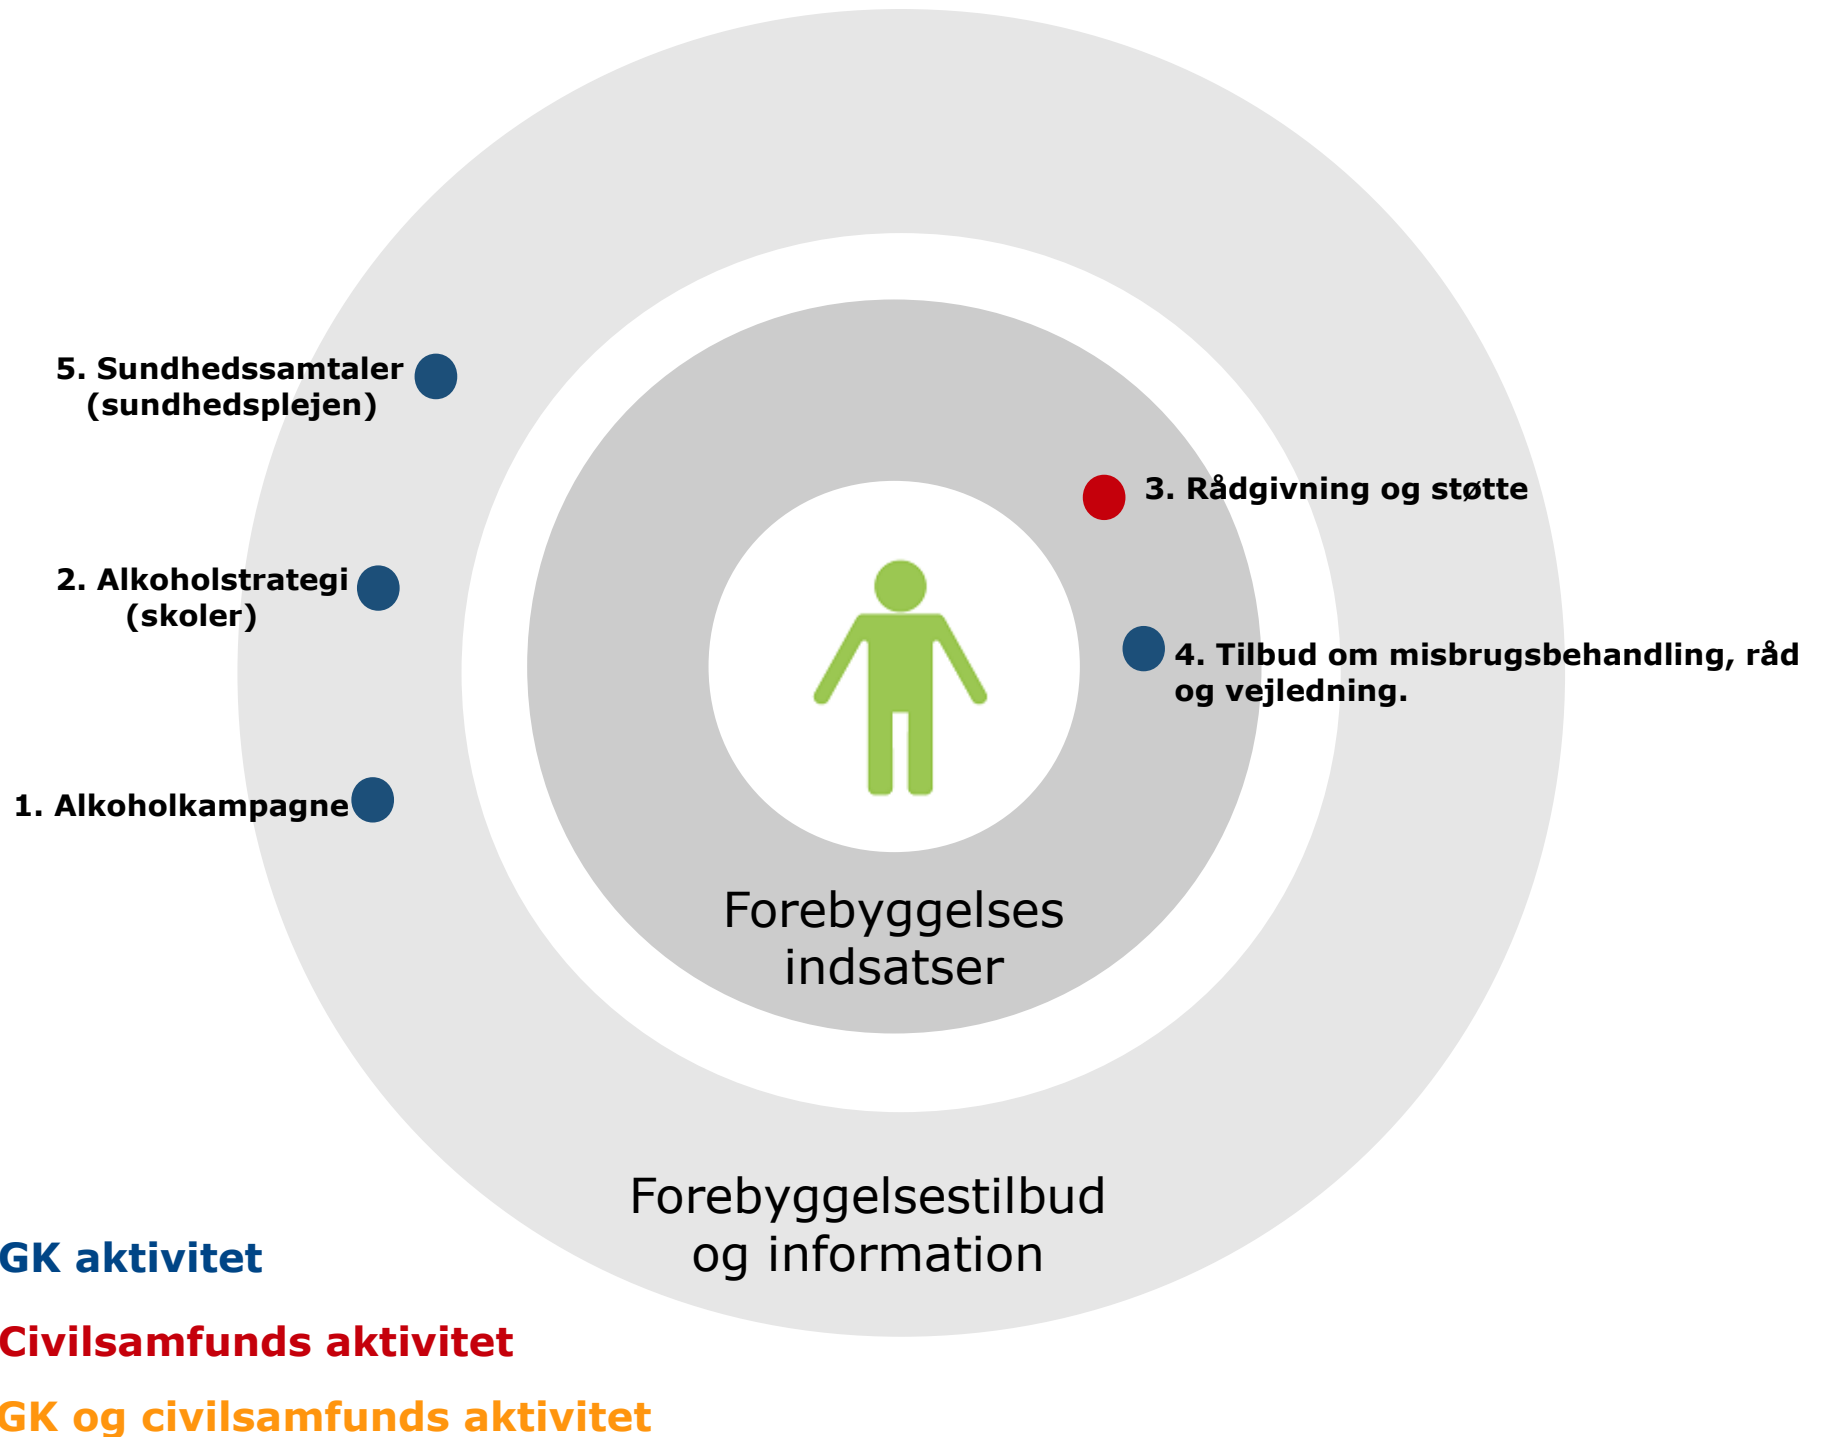 5. Sundhedssamtaler
(sundhedsplejen)
3. Rådgivning og støtte
2. Alkoholstrategi
(skoler)
4. Tilbud om misbrugsbehandling, råd
og vejledning.
1. Alkoholkampagne
Forebyggelses
indsatser
Forebyggelsestilbud
og information
GK aktivitet
Civilsamfunds aktivitet
GK og civilsamfunds aktivitet